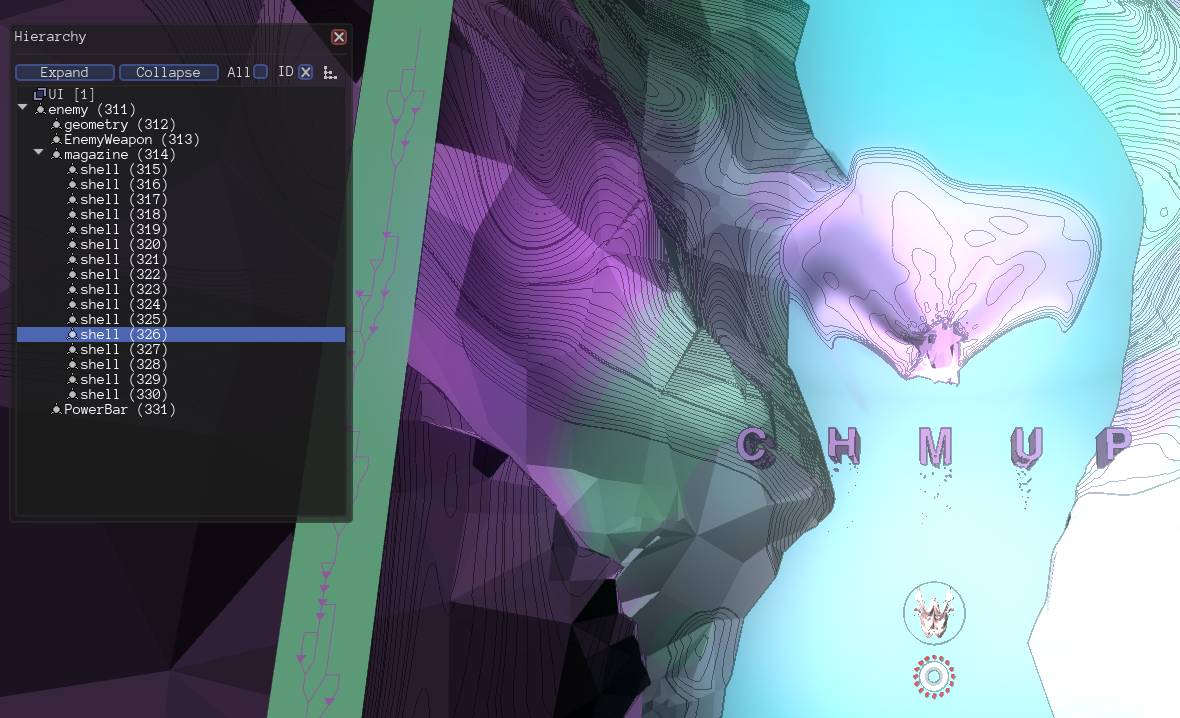 Hierarchy
Expand Collapse All ID
UI [1]
enemy (311)
geometry (312)
EnemyWeapon (313)
magazine (314)
shell (315)
shell (316)
shell (317)
shell (318)
shell (319)
shell (320)
shell (321)
shell (322)
shell (323)
shell (324)
shell (325)
shell (326)
shell (327)
shell (328)
shell (329)
shell (330)
PowerBar (331)
CHMUP